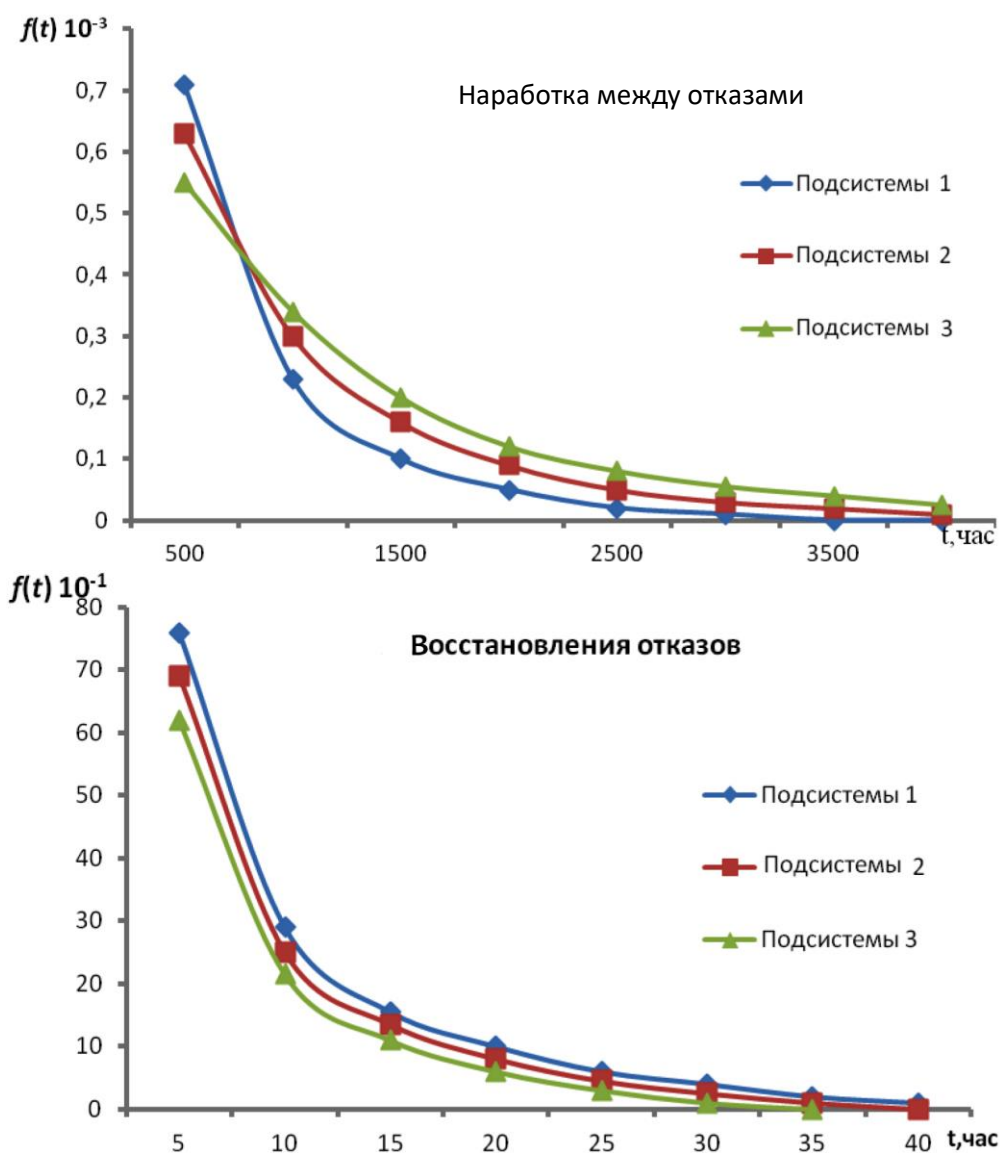 f(t) 10⁻³
Наработка между отказами
0,7
0,6
0,5
0,4
0,3
0,2
0,1
0
Подсистемы 1
Подсистемы 2
Подсистемы 3
500 1500 2500 3500
t,час
f(t) 10⁻¹
Восстановления отказов
80
70
60
50
40
30
20
10
0
Подсистемы 1
Подсистемы 2
Подсистемы 3
5 10 15 20 25 30 35 40 t,час